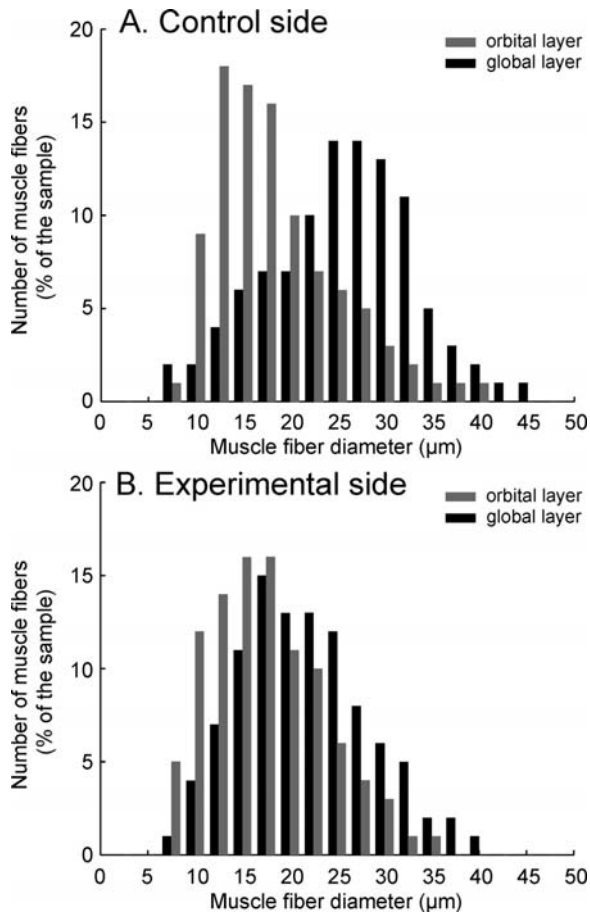 A. Control side
orbital layer
global layer
Number of muscle fibers
(% of the sample)
20
15
10
5
0
0 5 10 15 20 25 30 35 40 45 50
Muscle fiber diameter (µm)
B. Experimental side
orbital layer
global layer
Number of muscle fibers
(% of the sample)
20
15
10
5
0
0 5 10 15 20 25 30 35 40 45 50
Muscle fiber diameter (µm)